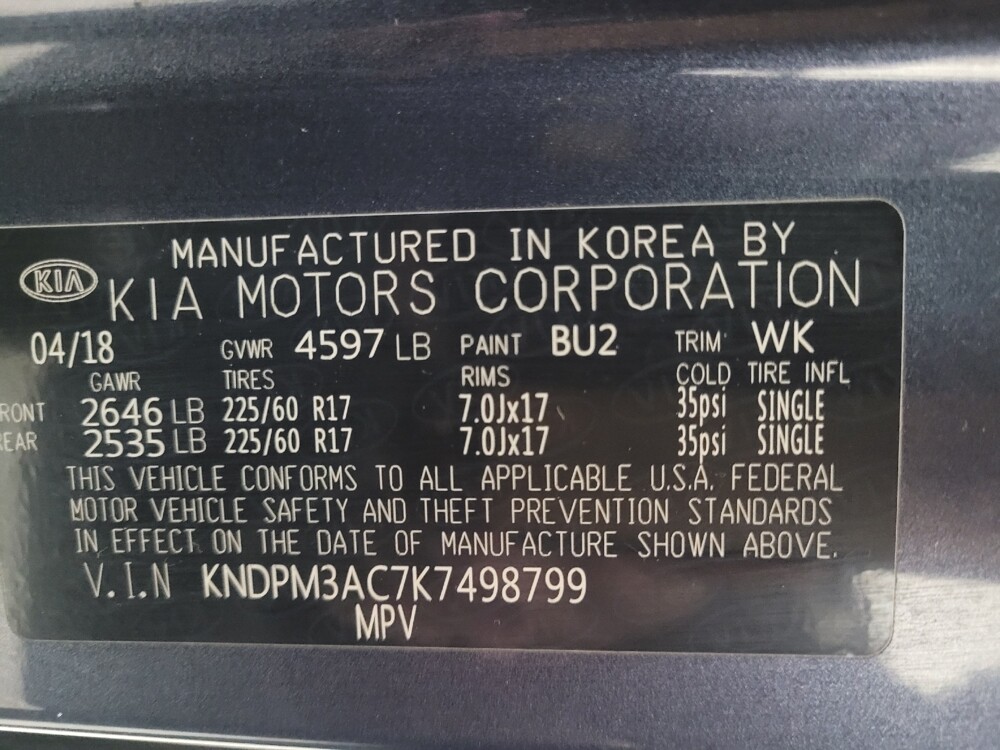 MANUFACTURED IN KOREA BY
KIA KIA MOTORS CORPORATION
04/18 GVWR 4597 LB PAINT BU2 TRIM WK
GAWR TIRES RIMS COLD TIRE INFL
RONT 2646 LB 225/60 R17 7.0Jx17 35psi SINGLE
EAR 2535 LB 225/60 R17 7.0Jx17 35psi SINGLE
THIS VEHICLE CONFORMS TO ALL APPLICABLE U.S.A. FEDERAL
MOTOR VEHICLE SAFETY AND THEFT PREVENTION STANDARDS
IN EFFECT ON THE DATE OF MANUFACTURE SHOWN ABOVE.
V.I.N KNDPM3AC7K7498799
MPV